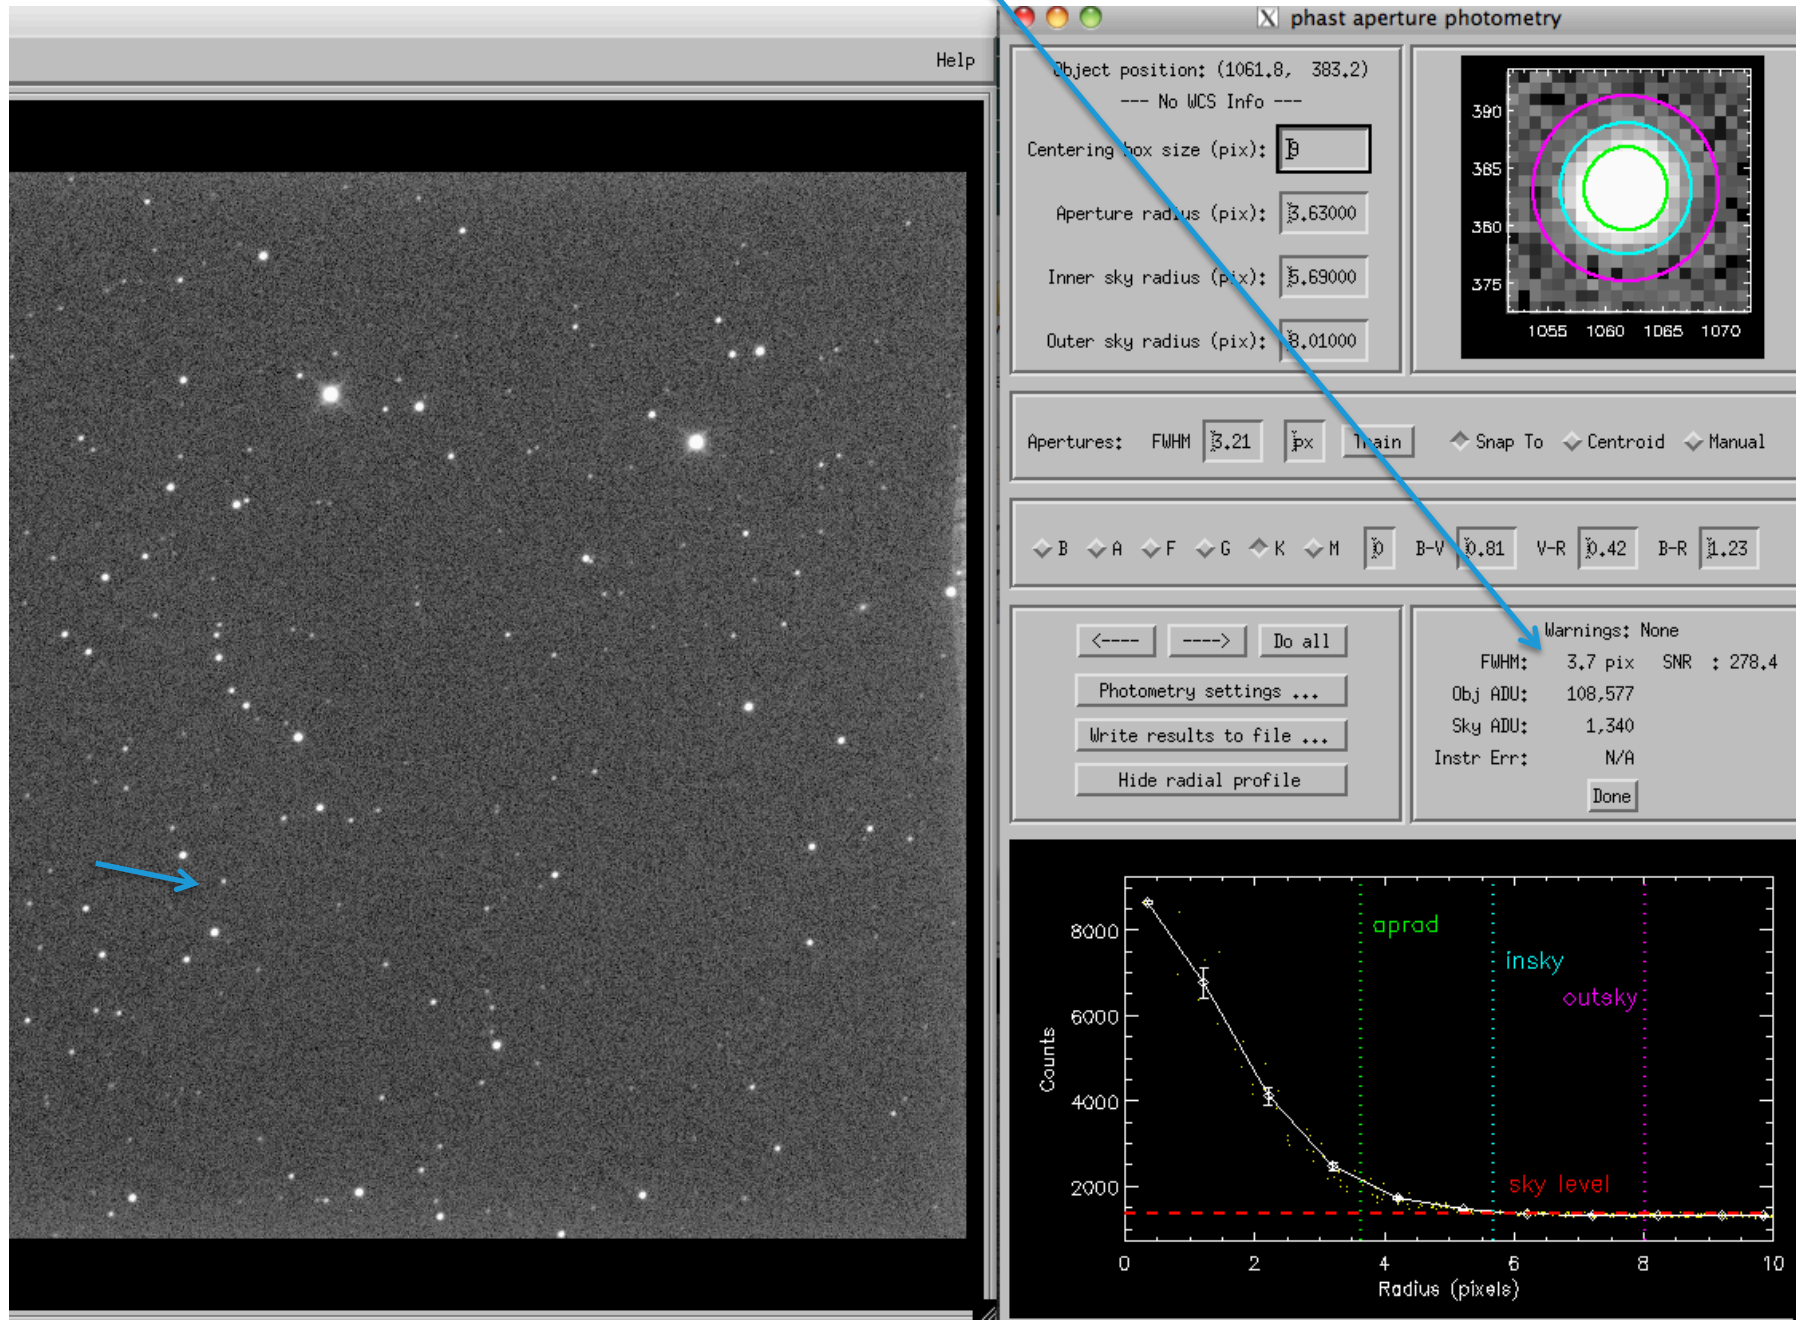 phast aperture photometry
Help
Object position: (1061.8, 383.2)
--- No WCS Info ---
Centering box size (pix): 9
Aperture radius (pix): 3.63000
Inner sky radius (pix): 5.69000
Outer sky radius (pix): 8.01000
390
385
380
375
1055 1060 1065 1070
Apertures: FWHM 3.21 px Train Snap To Centroid Manual
B A F G K M 0 B-V 0.81 V-R 0.42 B-R 1.23
<---- ----> Do all
Photometry settings ...
Write results to file ...
Hide radial profile
Warnings: None
FWHM: 3.7 pix SNR : 278.4
Obj ADU: 108,577
Sky ADU: 1,340
Instr Err: N/A
Done
8000
6000
4000
2000
Counts
aprad
insky
outsky
sky level
0 2 4 6 8 10
Radius (pixels)